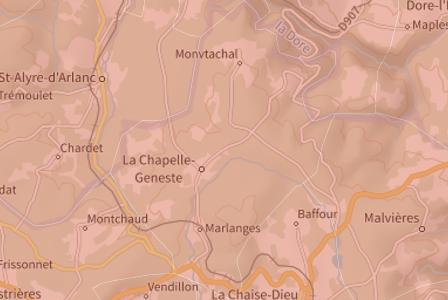 la Dore
D907
Dore-l'
Maples
Monvtachal
St-Alyre-d'Arlanc
Trémoulet
Chardet
La Chapelle-
Geneste
dat
Montchaud
Marlanges
Baffour
Malvières
Frissonnet
Vendillon
La Chaise-Dieu
strières